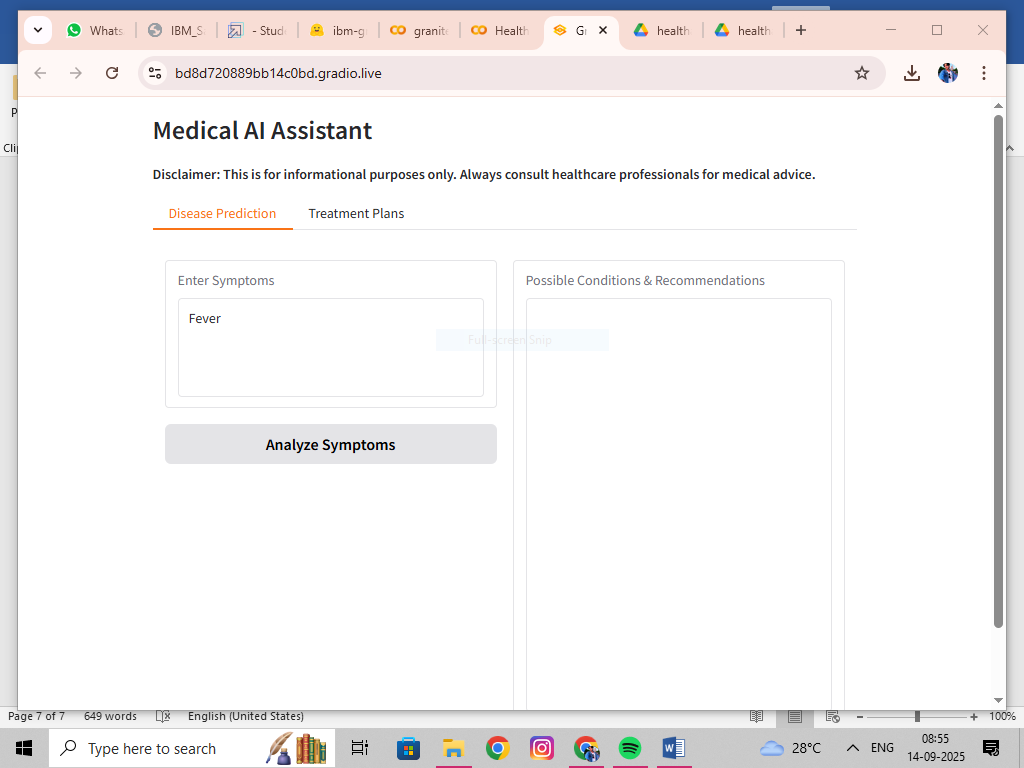 Whats
IBM_S
- Stud
ibm-g
granit
Health
G
health
health
bd8d720889bb14c0bd.gradio.live
P
Cli
Medical AI Assistant
Disclaimer: This is for informational purposes only. Always consult healthcare professionals for medical advice.
Disease Prediction
Treatment Plans
Enter Symptoms
Fever
Analyze Symptoms
Possible Conditions & Recommendations
Full-screen Snip
Page 7 of 7
649 words
English (United States)
100%
Type here to search
28°C
ENG
08:55
14-09-2025